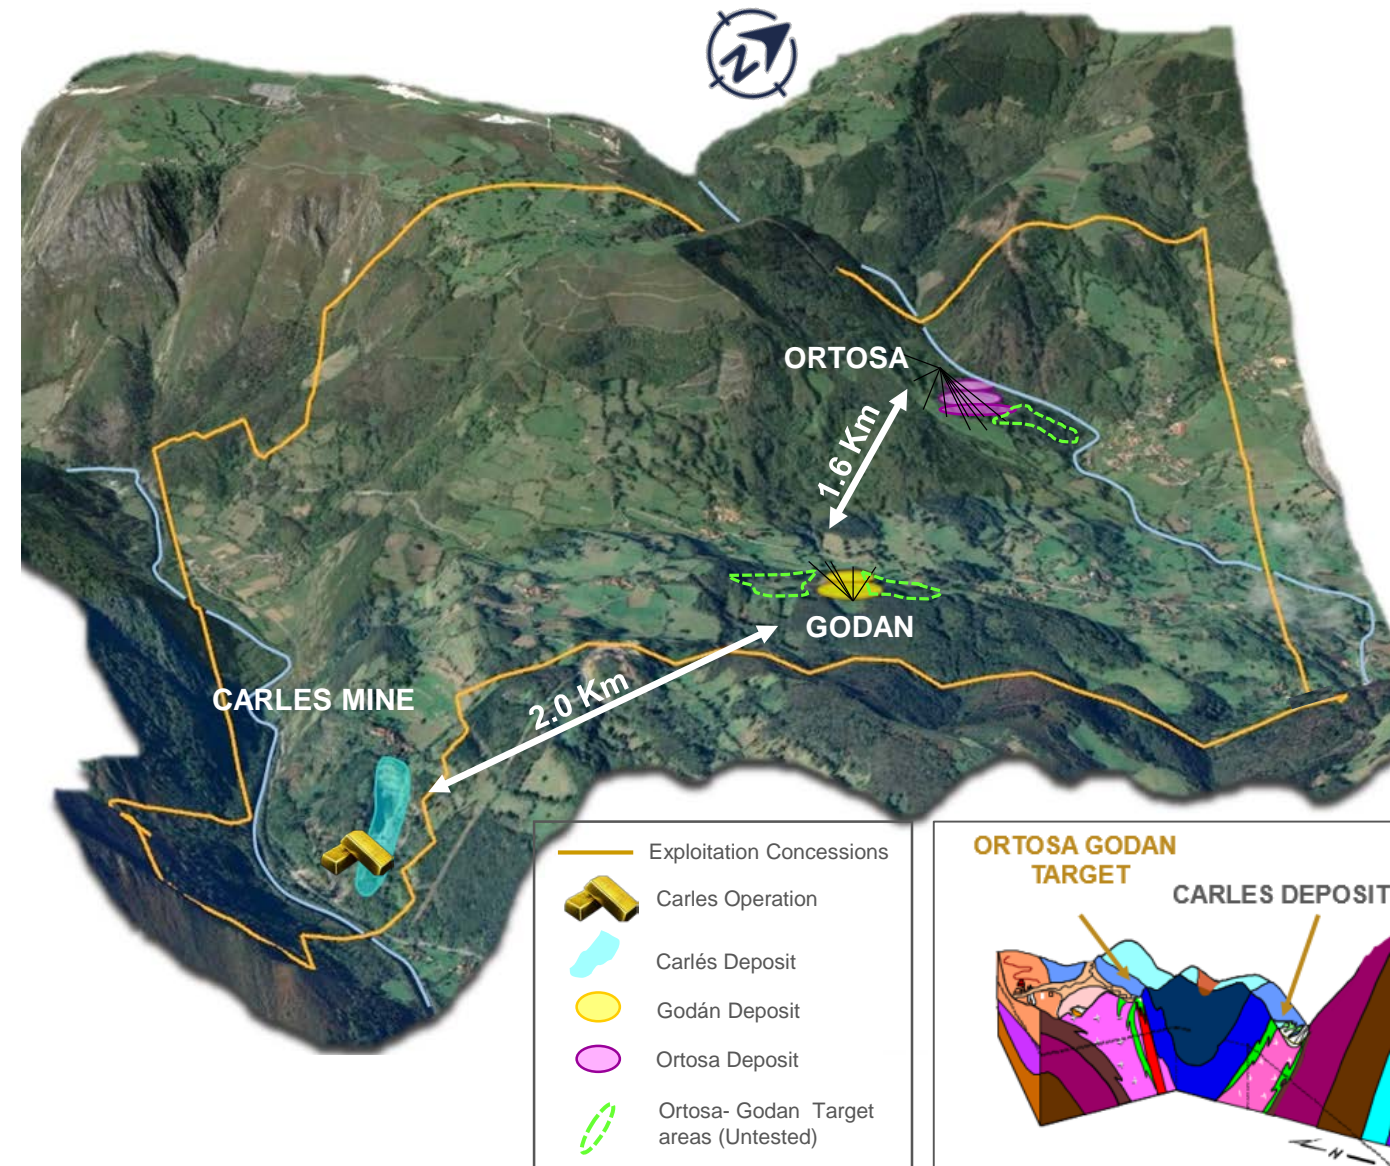 N
ORTOSA
1.6 Km
GODAN
2.0 Km
CARLES MINE
Exploitation Concessions
Carles Operation
Carlés Deposit
Godán Deposit
Ortosa Deposit
Ortosa- Godan Target
areas (Untested)
ORTOSA GODAN
TARGET
CARLES DEPOSIT
N